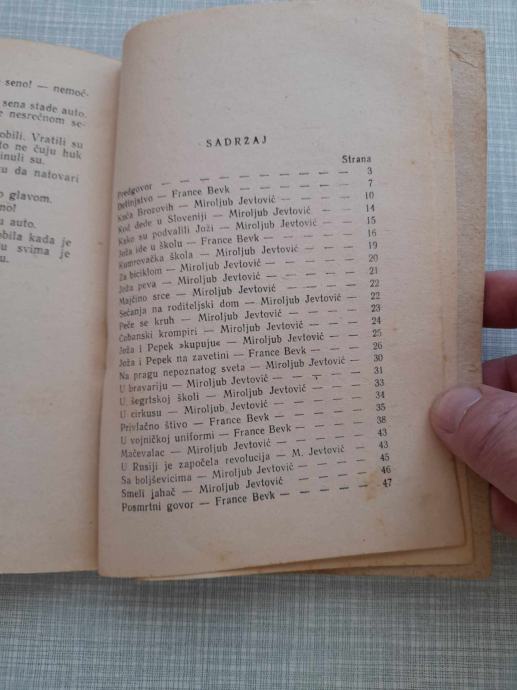 seno! — nemoć-
sena stade auto.
nesrećnom se-
obili. Vratili su
to ne čuju huk
inuli su.
u da natovari
o glavom.
no!
u auto.
obila kada je
u svima je
u.
SADRŽAJ
Strana
Predgovor — — — — — — — 3
Detinjstvo — France Bevk — — — — 7
Kuća Brozovih — Miroljub Jevtović — — 10
Kod dede u Sloveniji — Miroljub Jevtović — 14
Kako su podvalili Joži — Miroljub Jevtović — 15
Joža ide u školu — France Bevk — — — 16
Kumrovačka škola — Miroljub Jevtović — — 19
Za biciklom — Miroljub Jevtović — — — 20
Joža peva — Miroljub Jevtović — — — 21
Majčino srce — Miroljub Jevtović — — — 22
Sećanja na roditeljski dom — Miroljub Jevtović 22
Peče se kruh — Miroljub Jevtović — — — 23
Čobanski krompiri — Miroljub Jevtović — — 24
Joža i Pepek »kupuju« — Miroljub Jevtović — 25
Joža i Pepek na zavetini — France Bevk — — 26
Na pragu nepoznatog sveta — Miroljub Jevtović — 30
U bravariju — Miroljub Jevtović — — — 31
U šegrtskoj školi — Miroljub Jevtović — — 33
U cirkusu — Miroljub Jevtović — — — 34
Privlačno štivo — France Bevk — — — 35
U vojničkoj uniformi — France Bevk — — 38
Mačevalac — Miroljub Jevtović — — — 43
U Rusiji je započela revolucija — M. Jevtović — 43
Sa boljševicima — Miroljub Jevtović — — — 45
Smeli jahač — Miroljub Jevtović — — — 46
Posmrtni govor — France Bevk — — — — 47